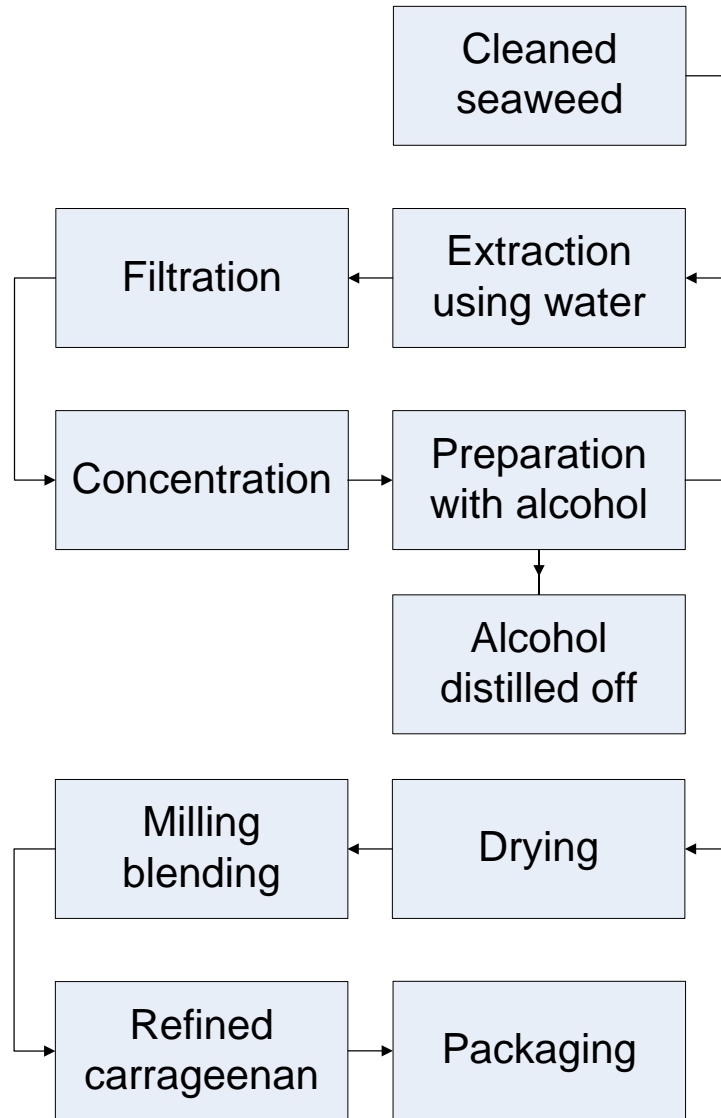 Cleaned
seaweed
Extraction
using water
Filtration
Concentration
Preparation
with alcohol
Alcohol
distilled off
Drying
Milling
blending
Refined
carrageenan
Packaging